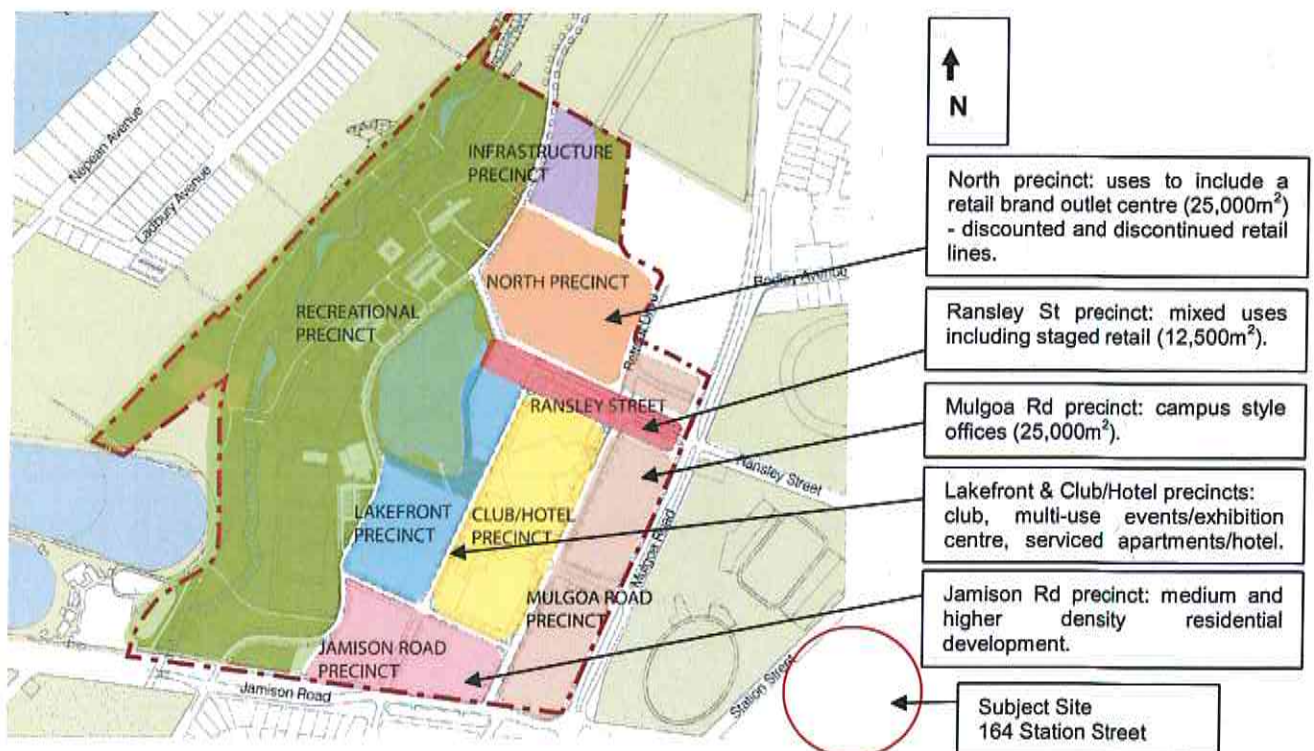 N
Nepean Avenue
Ladbury Avenue
INFRASTRUCTURE
PRECINCT
NORTH PRECINCT
RECREATIONAL
PRECINCT
Bodley Avenue
RANSLEY STREET
Ransley Street
LAKEFRONT
PRECINCT
CLUB/HOTEL
PRECINCT
Mulgoa Road
MULGOA ROAD
PRECINCT
JAMISON ROAD
PRECINCT
Jamison Road
Station Street
North precinct: uses to include a
retail brand outlet centre (25,000m²)
- discounted and discontinued retail
lines.
Ransley St precinct: mixed uses
including staged retail (12,500m²).
Mulgoa Rd precinct: campus style
offices (25,000m²).
Lakefront & Club/Hotel precincts:
club, multi-use events/exhibition
centre, serviced apartments/hotel.
Jamison Rd precinct: medium and
higher density residential
development.
Subject Site
164 Station Street